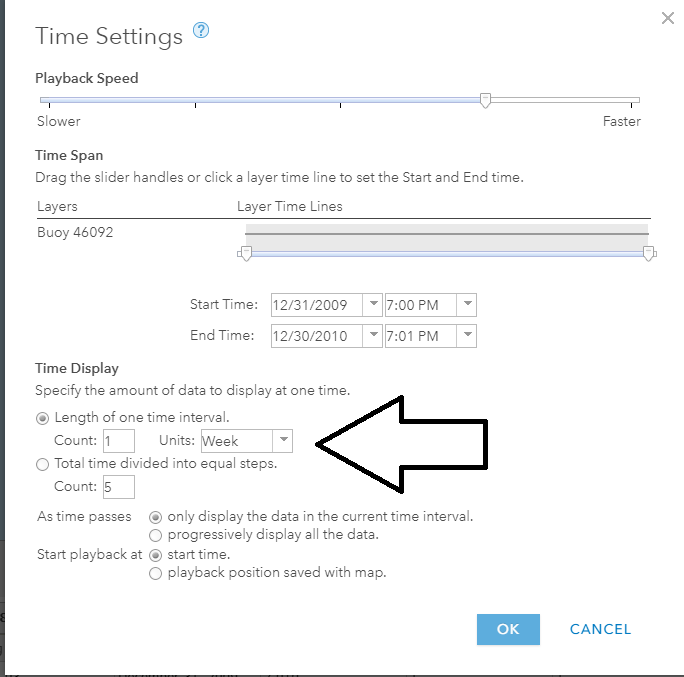 Time Settings ?
Playback Speed
Slower Faster
Time Span
Drag the slider handles or click a layer time line to set the Start and End time.
Layers Layer Time Lines
Buoy 46092
Start Time: 12/31/2009 7:00 PM
End Time: 12/30/2010 7:01 PM
Time Display
Specify the amount of data to display at one time.
Length of one time interval.
Count: 1 Units: Week
Total time divided into equal steps.
Count: 5
As time passes only display the data in the current time interval.
progressively display all the data.
Start playback at start time.
playback position saved with map.
OK CANCEL